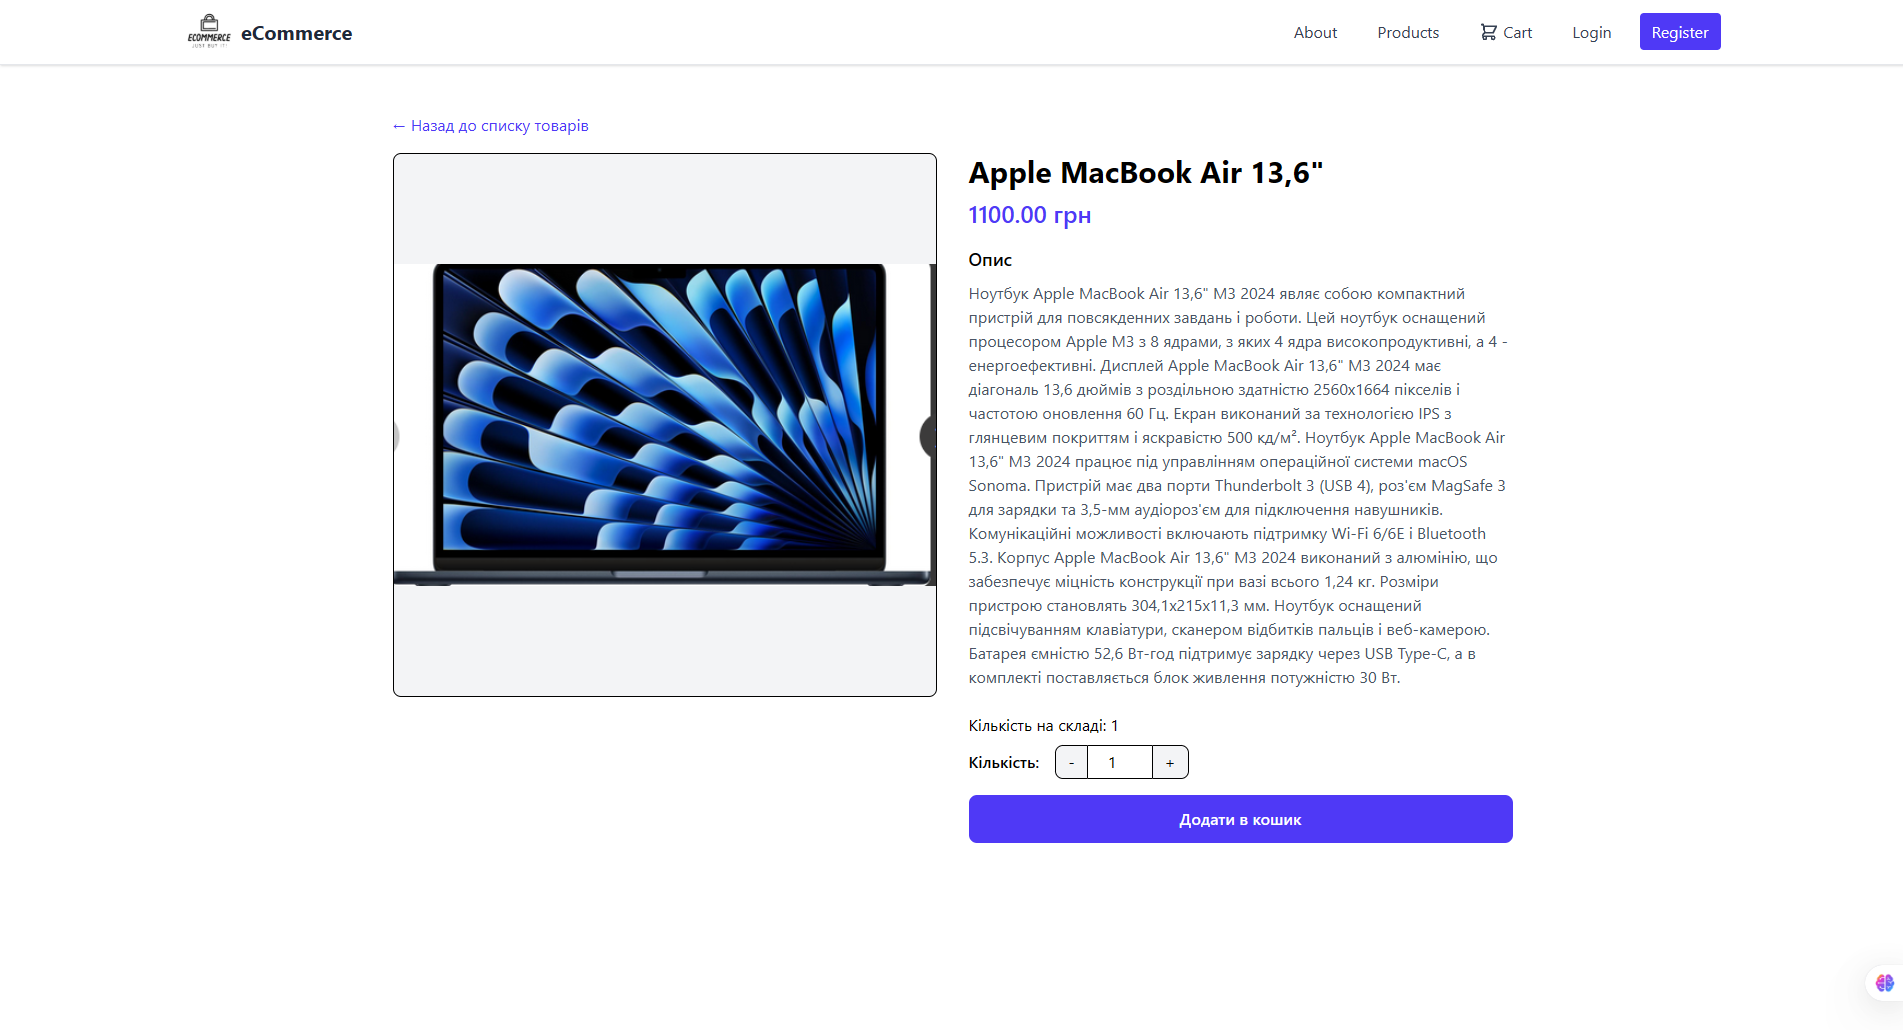 ECOMMERCE
JUST BUY IT!
eCommerce
About
Products
Cart
Login
Register
← Назад до списку товарів
Apple MacBook Air 13,6"
1100.00 грн
Опис
Ноутбук Apple MacBook Air 13,6" M3 2024 являє собою компактний
пристрій для повсякденних завдань і роботи. Цей ноутбук оснащений
процесором Apple M3 з 8 ядрами, з яких 4 ядра високопродуктивні, а 4 -
енергоефективні. Дисплей Apple MacBook Air 13,6" M3 2024 має
діагональ 13,6 дюймів з роздільною здатністю 2560x1664 пікселів і
частотою оновлення 60 Гц. Екран виконаний за технологією IPS з
глянцевим покриттям і яскравістю 500 кд/м². Ноутбук Apple MacBook Air
13,6" M3 2024 працює під управлінням операційної системи macOS
Sonoma. Пристрій має два порти Thunderbolt 3 (USB 4), роз'єм MagSafe 3
для зарядки та 3,5-мм аудіороз'єм для підключення навушників.
Комунікаційні можливості включають підтримку Wi-Fi 6/6E і Bluetooth
5.3. Корпус Apple MacBook Air 13,6" M3 2024 виконаний з алюмінію, що
забезпечує міцність конструкції при вазі всього 1,24 кг. Розміри
пристрою становлять 304,1x215x11,3 мм. Ноутбук оснащений
підсвічуванням клавіатури, сканером відбитків пальців і веб-камерою.
Батарея ємністю 52,6 Вт-год підтримує зарядку через USB Type-C, а в
комплекті поставляється блок живлення потужністю 30 Вт.
Кількість на складі: 1
Кількість: - 1 +
Додати в кошик